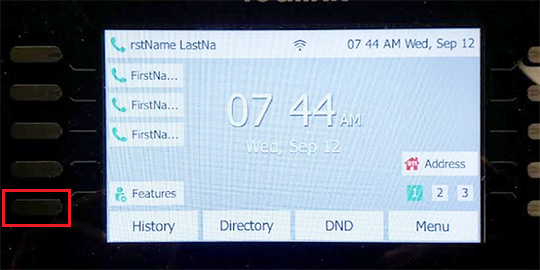 rstName LastNa
07 44 AM Wed, Sep 12
FirstNa...
FirstNa...
FirstNa...
07 44 AM
Wed, Sep 12
Address
Features
1 2 3
History Directory DND Menu